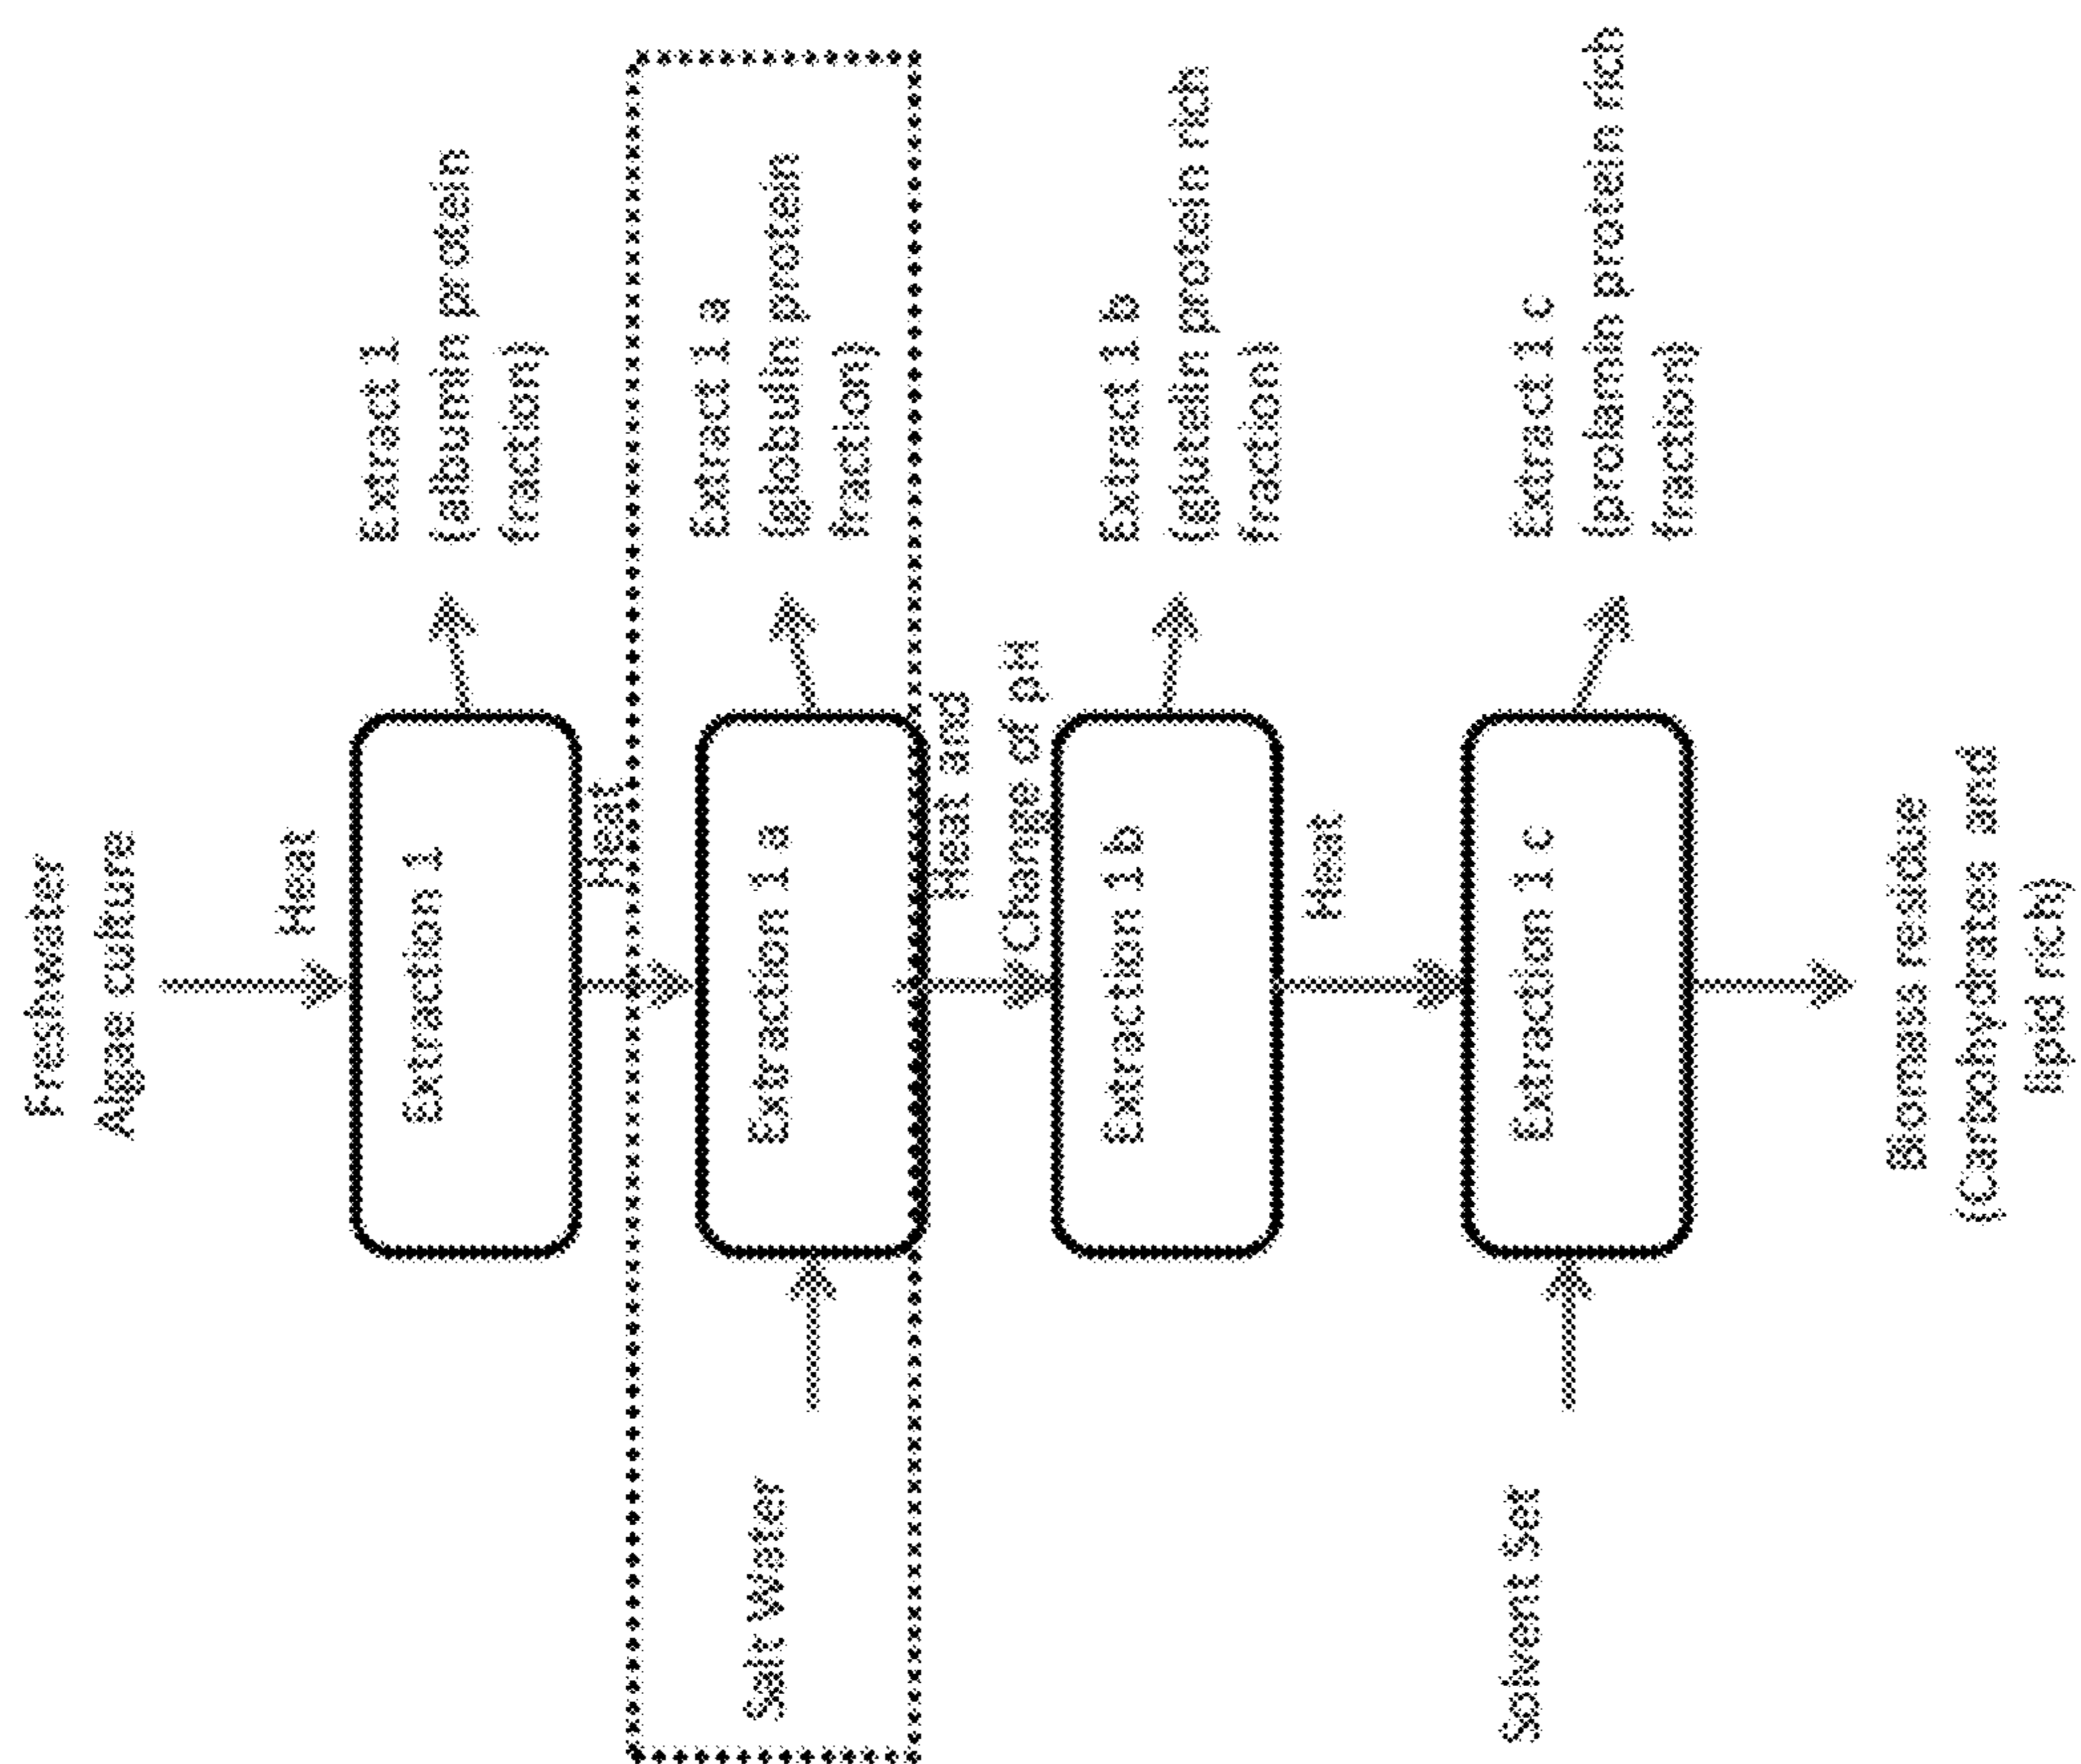 Freshwater
Algae culture
Heat
Extraction 1
Extract 1
(albumin protein
fraction)
Heat
Salt Water
Extraction 1 a
Extract 1 a
(globulin protein
fraction)
Heat and
Change of pH
Extraction 1b
Extract 1 b
(glutelin protein rich
fraction)
Heat
Solvent Set
Extraction 1 c
Extract 1 c
(prolamin protein rich
fraction)
Biomass residue
(Carbohydrates and
lipid rich)